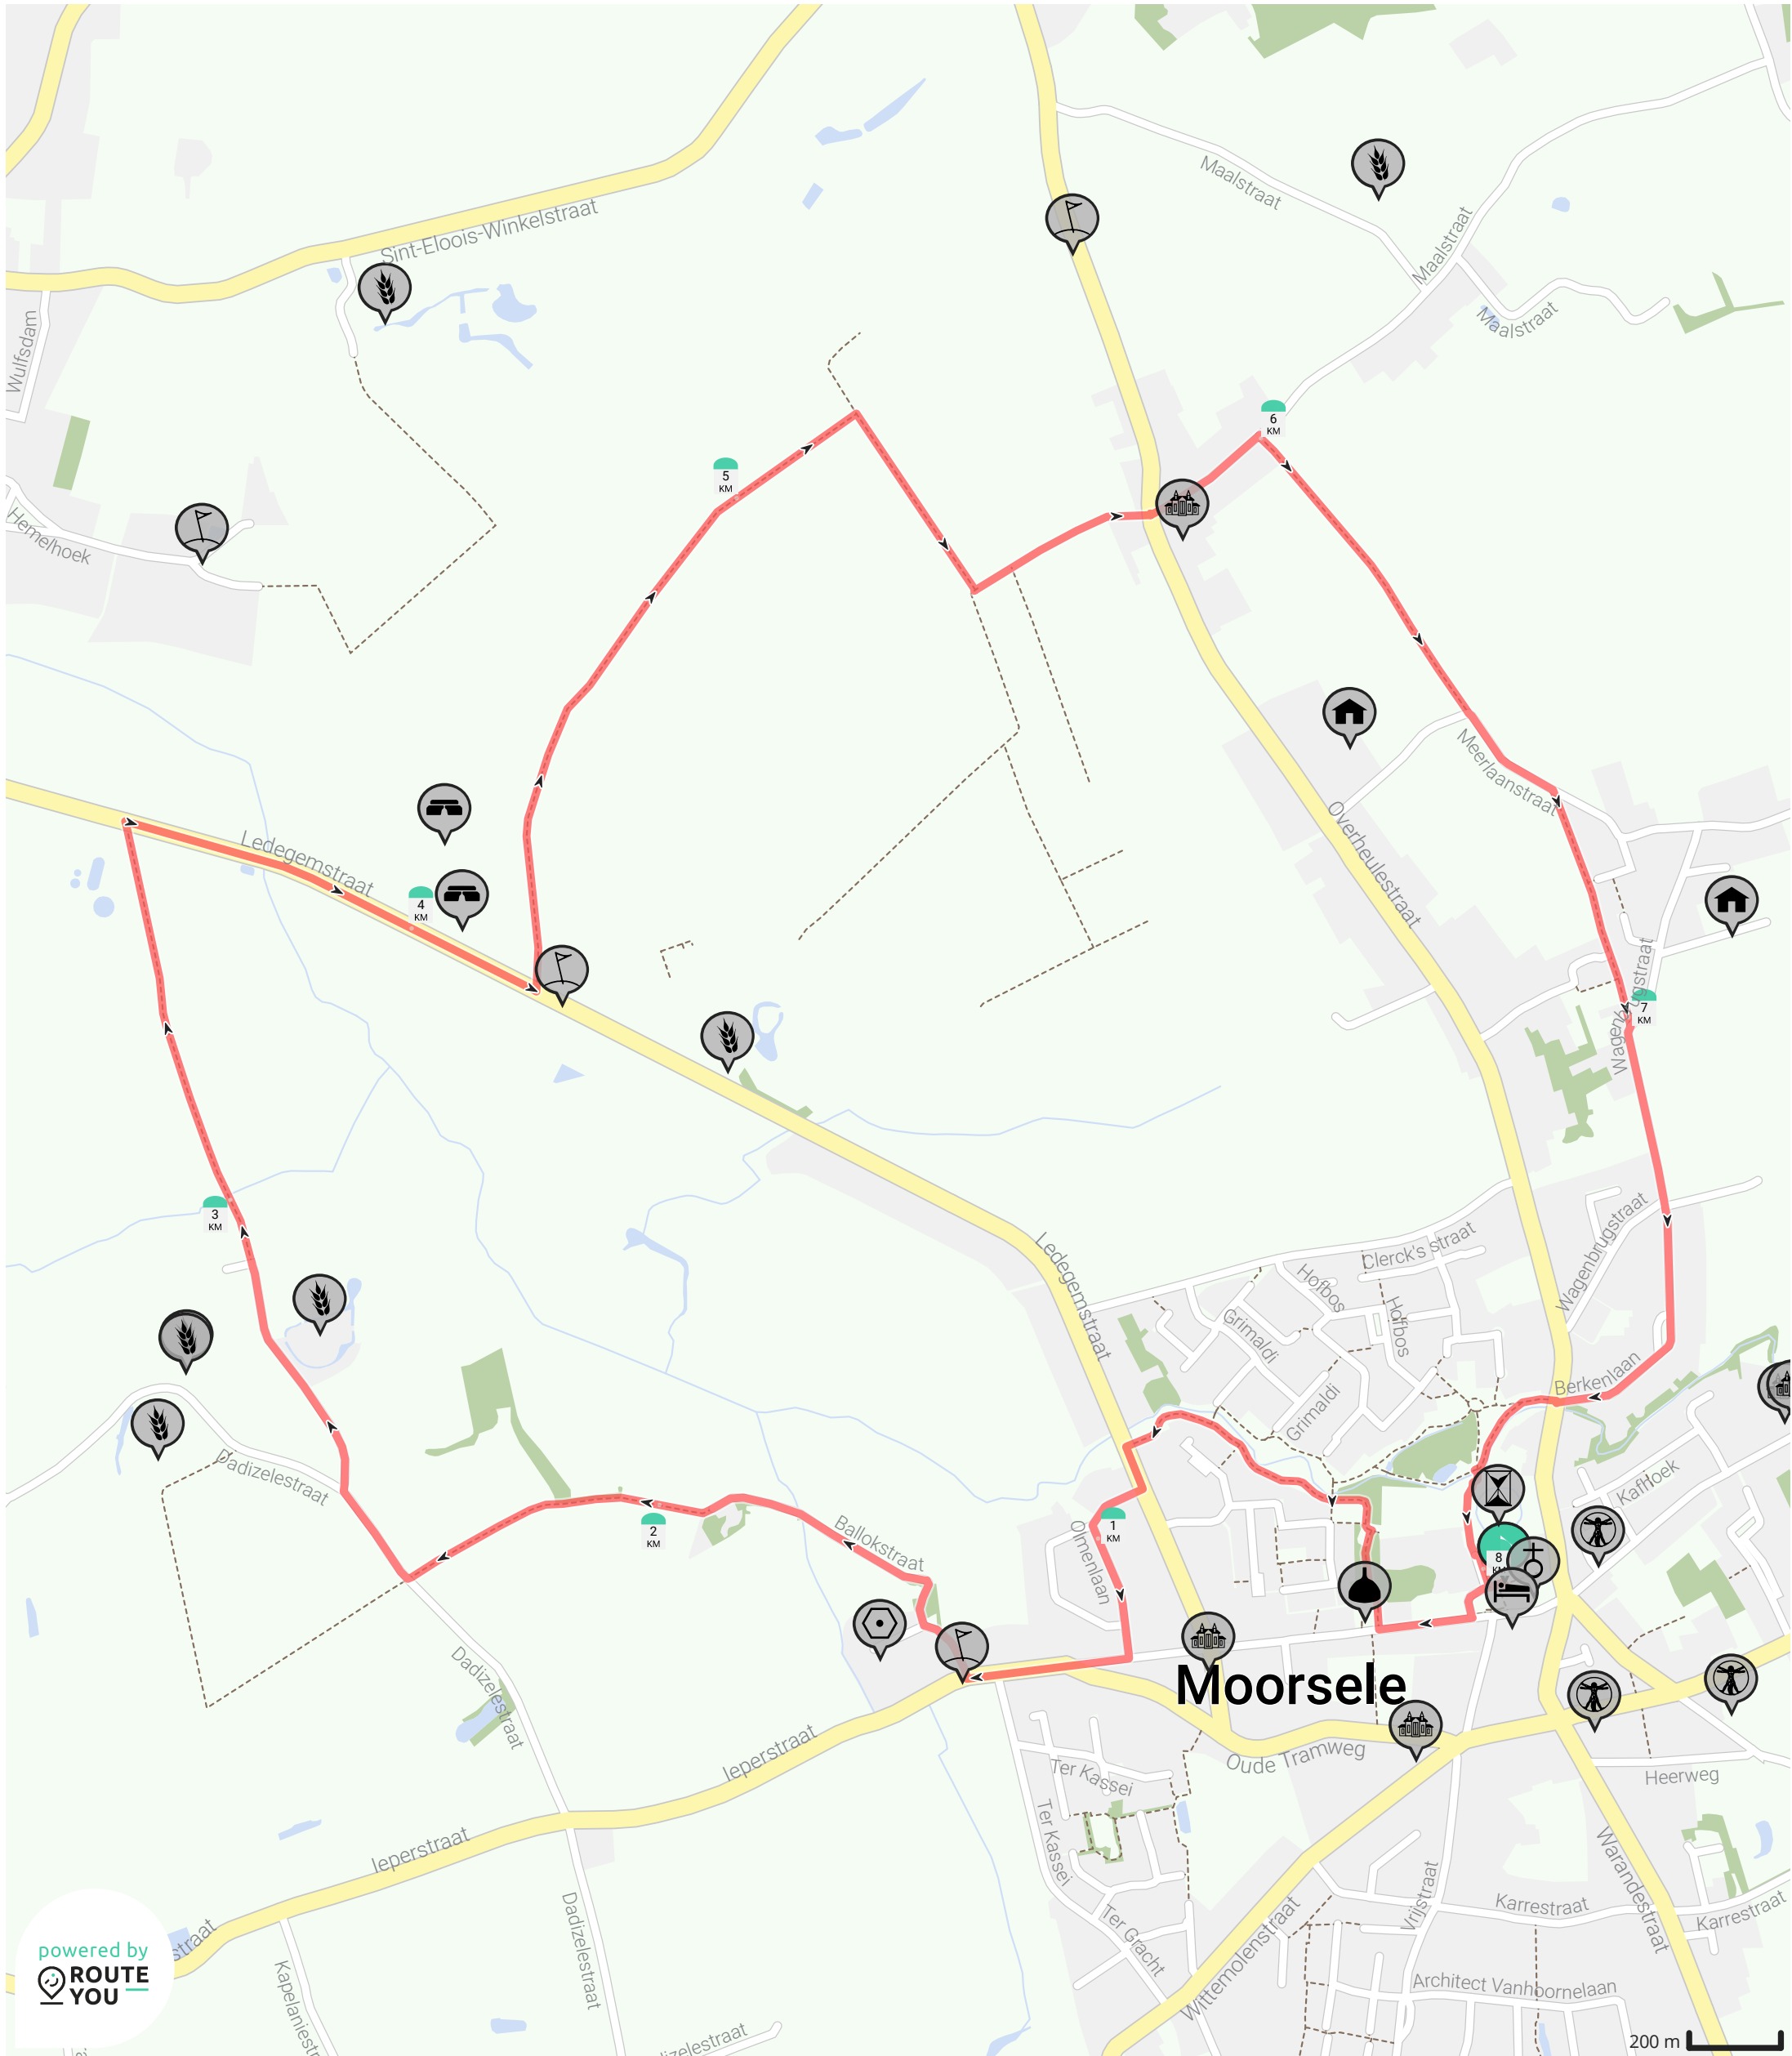 Maalstraat
Sint-Eloois-Winkelstraat
Maalstraat
Maalstraat
Wulfsdam
6
KM
5
KM
Hemelhoek
Meerlaanstraat
Overheulestraat
Ledegemstraat
4
KM
Wagenbrugstraat
7
KM
3
KM
Wagenbrugstraat
Ledegemstraat
Clerck's straat
Hofbos
Hofbos
Grimaldi
Berkenlaan
Grimaldi
Dadizelestraat
Kafhoek
2
KM
Ballokstraat
1
KM
Olmenlaan
8
Dadizelestraat
Moorsele
Ieperstraat
Oude Tramweg
Ter Kassei
Heerweg
Ter Kassei
Ieperstraat
Warandestraat
Vrijstraat
Karrestraat
Karrestraat
Dadizelestraat
Ter Gracht
Wittemolenstraat
straat
powered by
ROUTE
YOU
Architect Vanhoornelaan
200 m